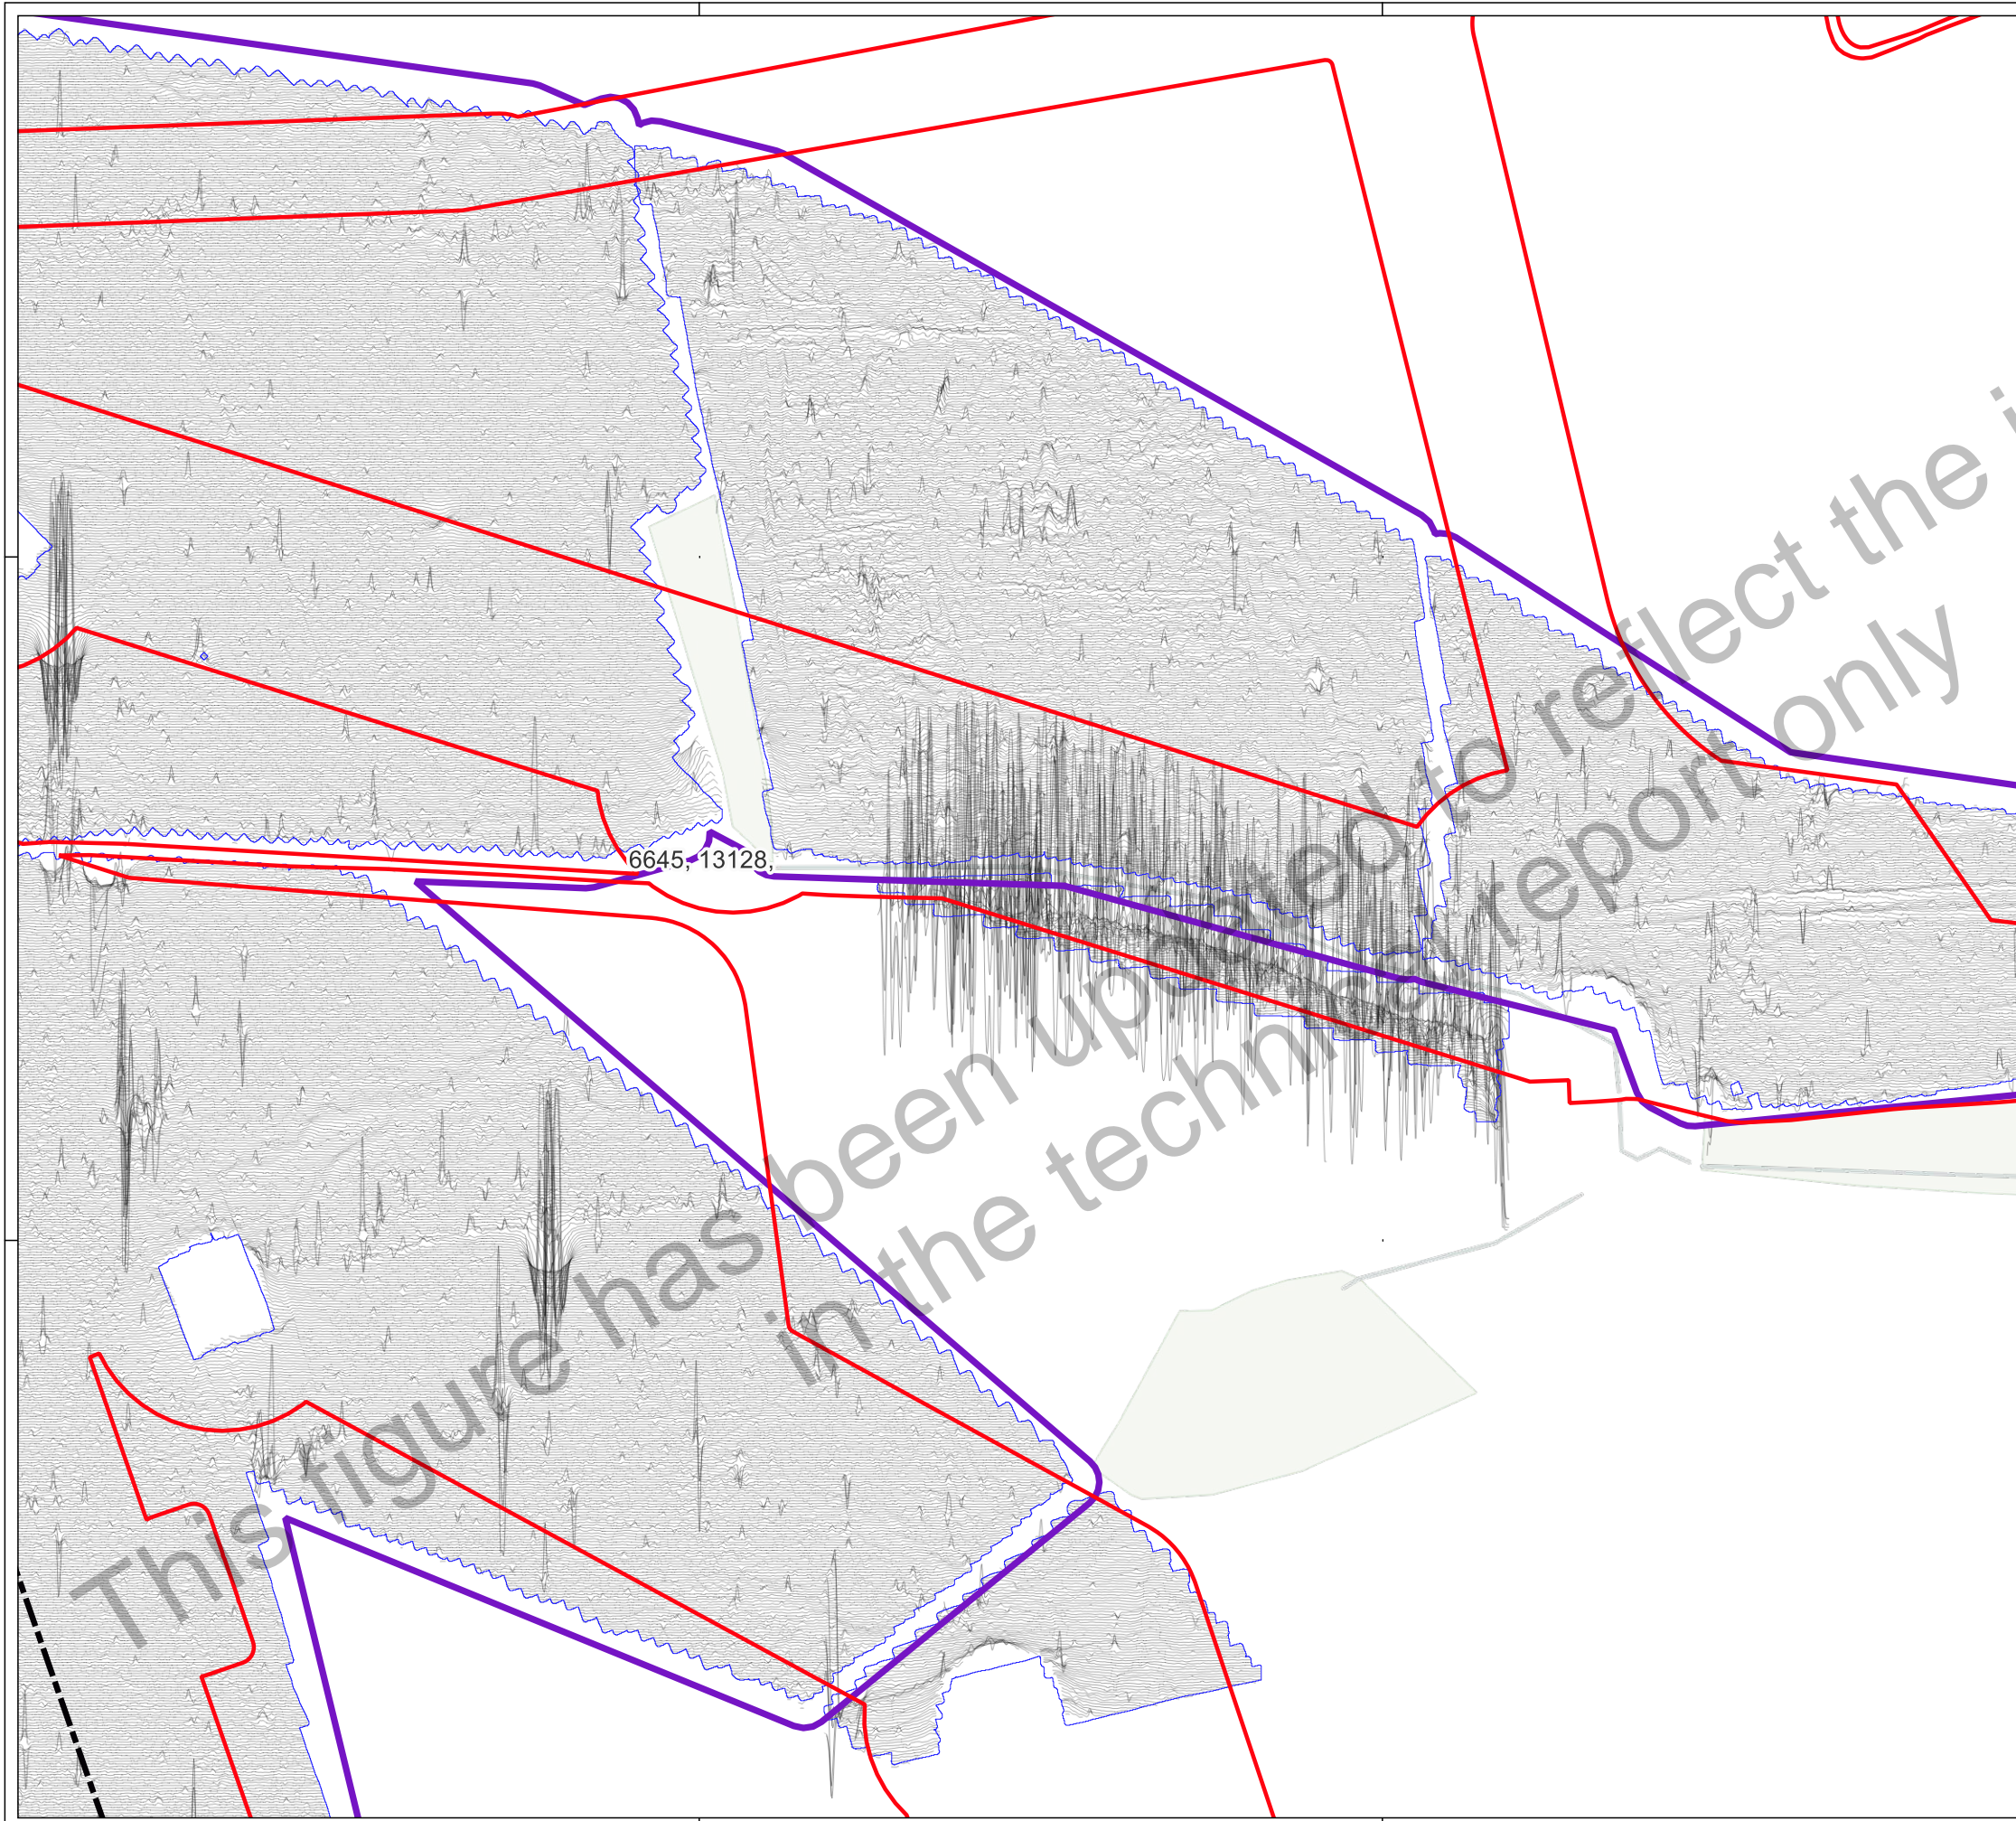 This figure has been updated to reflect the i
in the technical report only
6645, 13128,